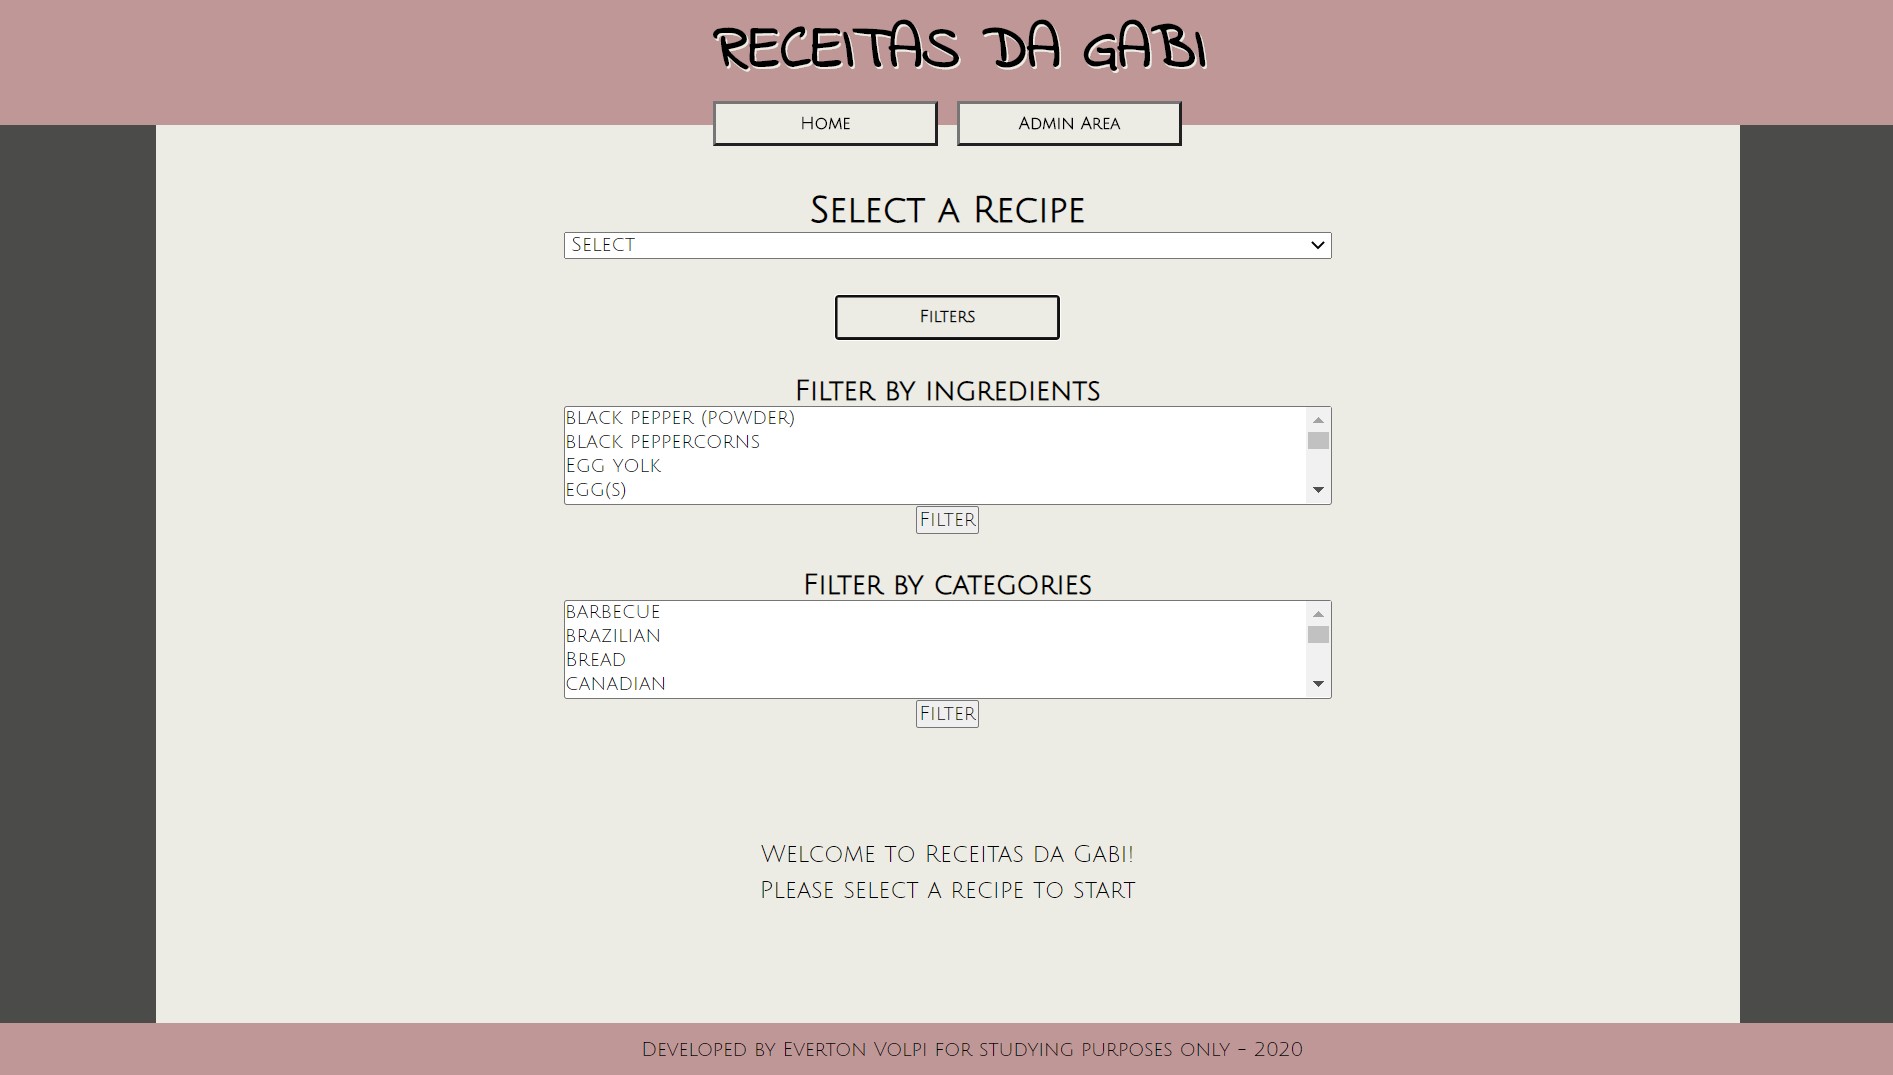 RECEITAS DA GABI
Home
Admin Area
Select a Recipe
Select
Filters
Filter by ingredients
black pepper (powder)
black peppercorns
Egg yolk
egg(s)
Filter
Filter by categories
barbecue
brazilian
Bread
canadian
Filter
Welcome to Receitas da Gabi!
Please select a recipe to start
Developed by Everton Volpi for studying purposes only - 2020